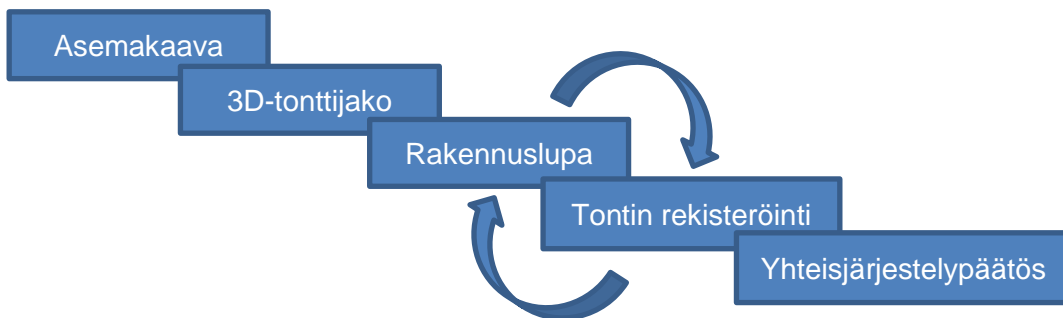 Asemakaava
3D-tonttijako
Rakennuslupa
Tontin rekisteröinti
Yhteisjärjestelypäätös